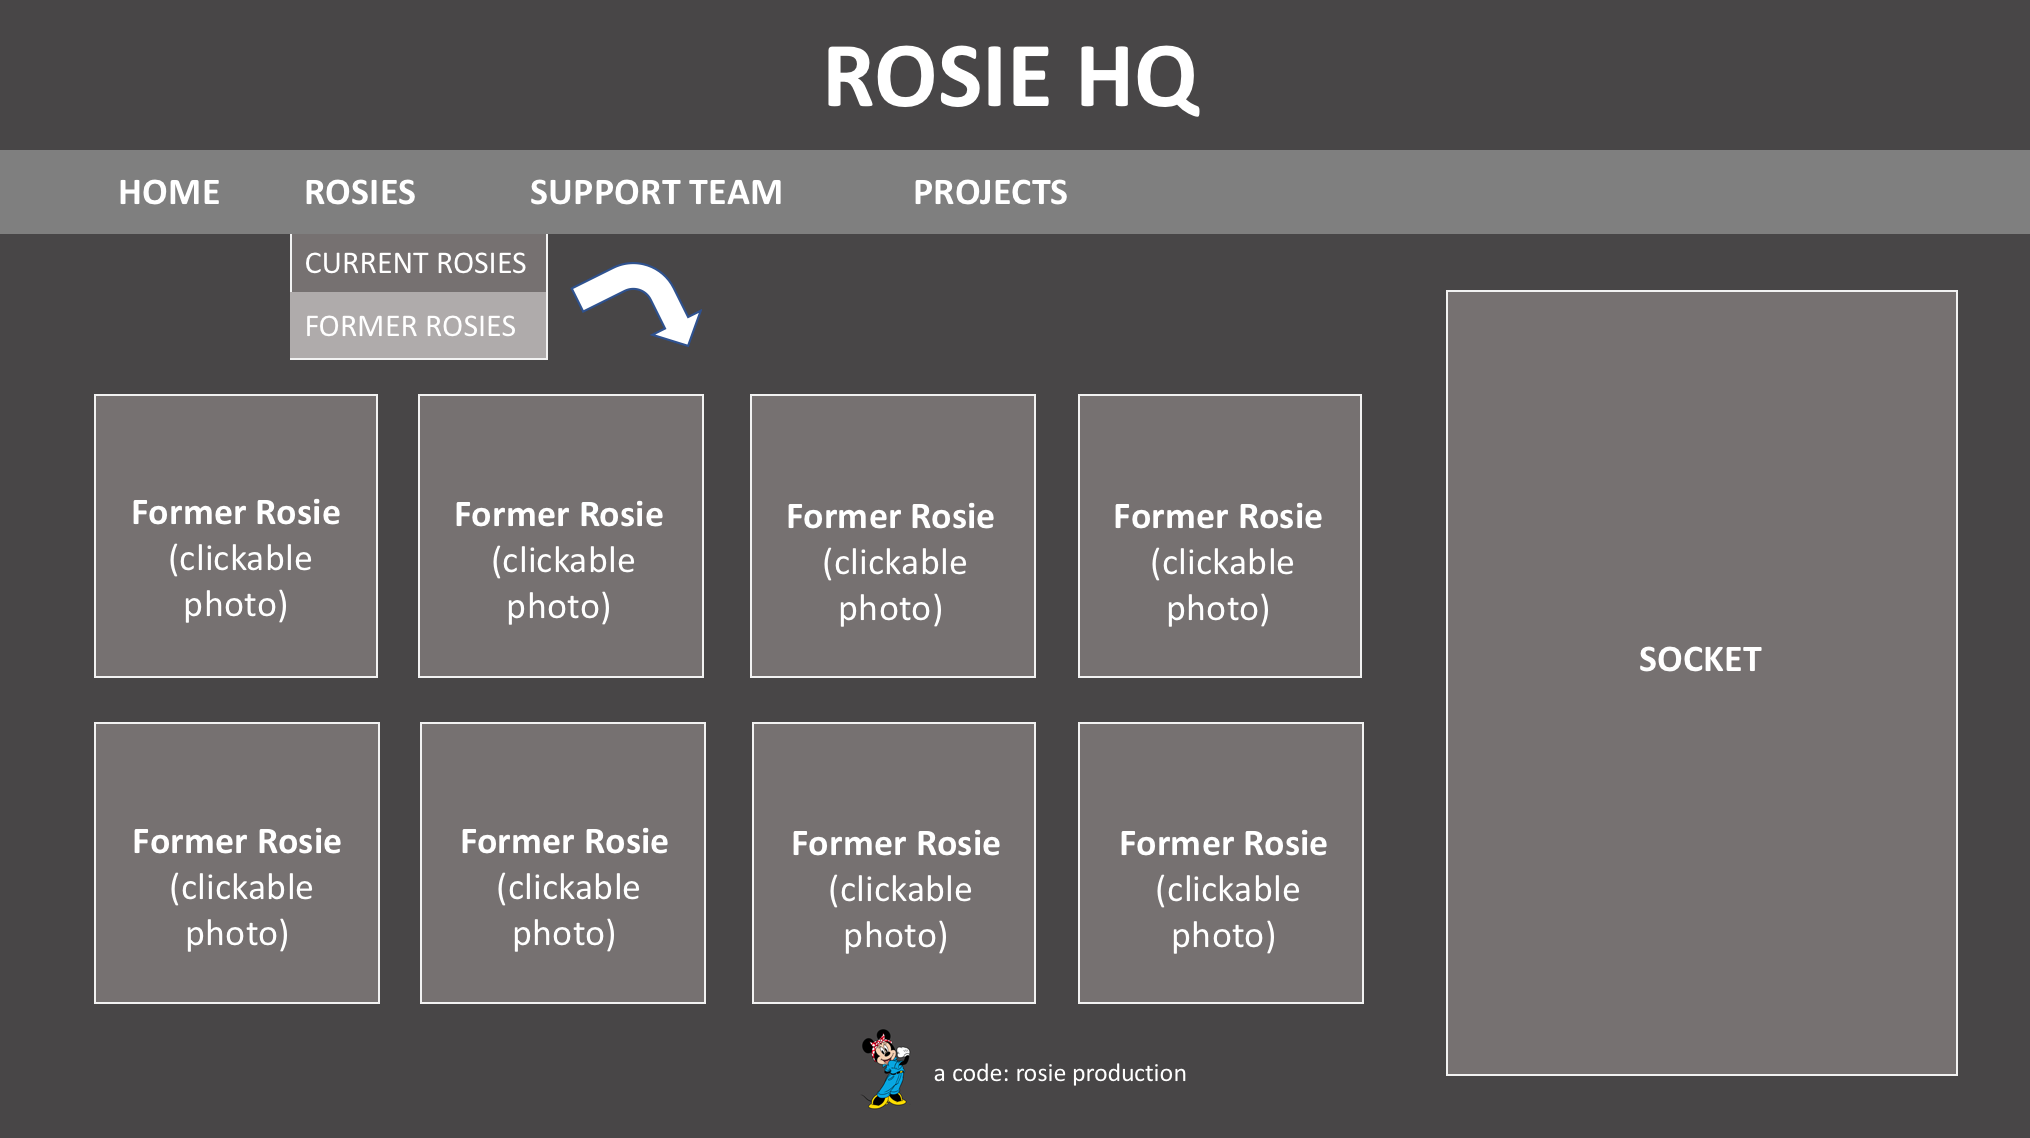 ROSIE HQ
HOME
ROSIES
SUPPORT TEAM
PROJECTS
CURRENT ROSIES
FORMER ROSIES
Former Rosie
(clickable
photo)
Former Rosie
(clickable
photo)
Former Rosie
(clickable
photo)
Former Rosie
(clickable
photo)
SOCKET
Former Rosie
(clickable
photo)
Former Rosie
(clickable
photo)
Former Rosie
(clickable
photo)
Former Rosie
(clickable
photo)
a code: rosie production